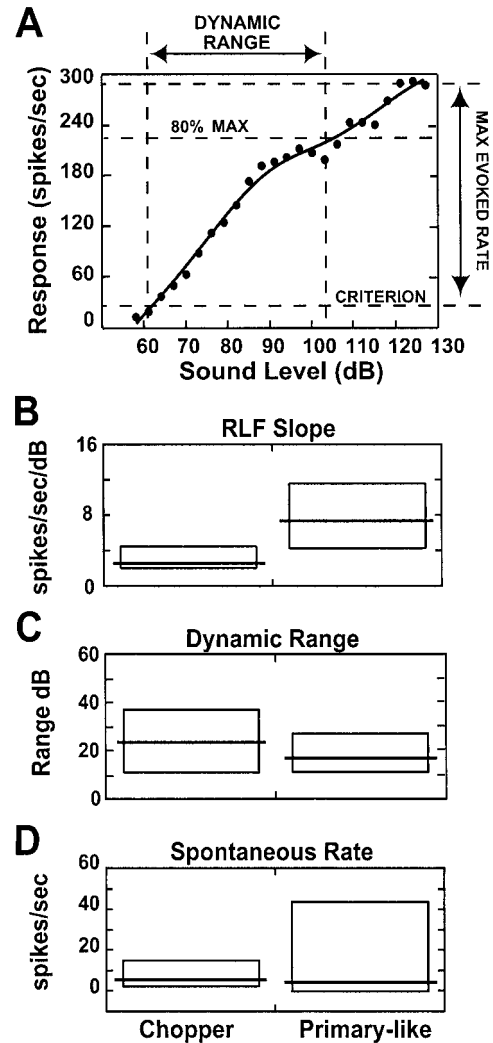 A
DYNAMIC
RANGE
300
240
180
120
60
0
Response (spikes/sec)
80% MAX
CRITERION
MAX EVOKED RATE
60 70 80 90 100 110 120 130
Sound Level (dB)
B
RLF Slope
16
8
0
spikes/sec/dB
C
Dynamic Range
60
40
20
0
Range dB
D
Spontaneous Rate
60
40
20
0
spikes/sec
Chopper Primary-like